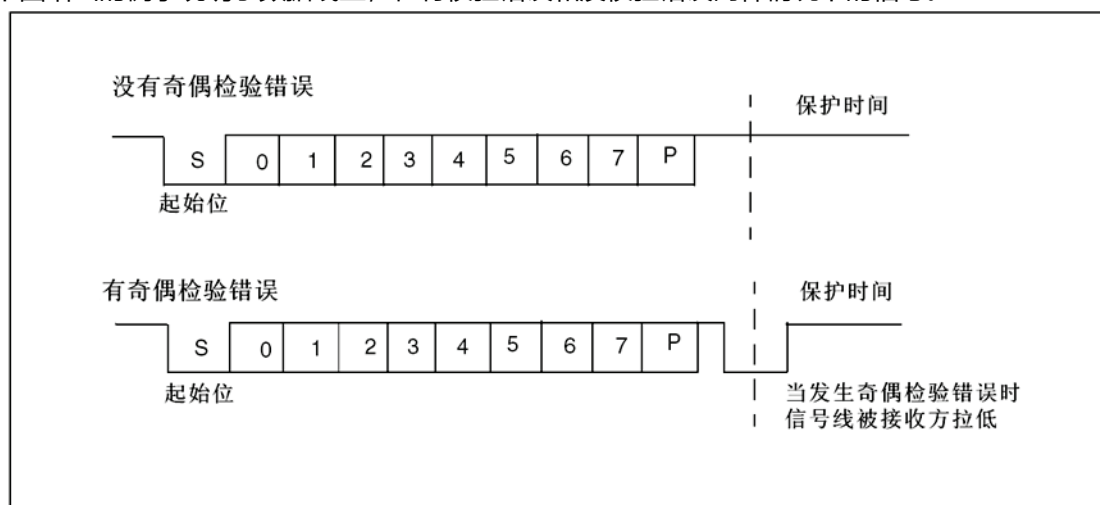 没有奇偶检验错误
保护时间
S 0 1 2 3 4 5 6 7 P
起始位
有奇偶检验错误
保护时间
S 0 1 2 3 4 5 6 7 P
起始位
当发生奇偶检验错误时
信号线被接收方拉低